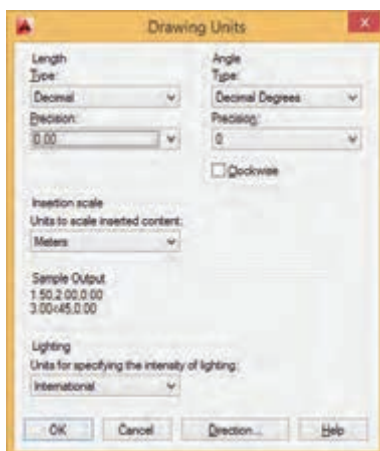 Drawing Units
Length
Type:
Decimal
Precision:
0.00
Angle
Type:
Decimal Degrees
Precision:
0
Clockwise
Insertion scale
Units to scale inserted content:
Meters
Sample Output
1.50,2.00,0.00
3.00<45,0.00
Lighting
Units for specifying the intensity of lighting:
International
OK
Cancel
Direction...
Help